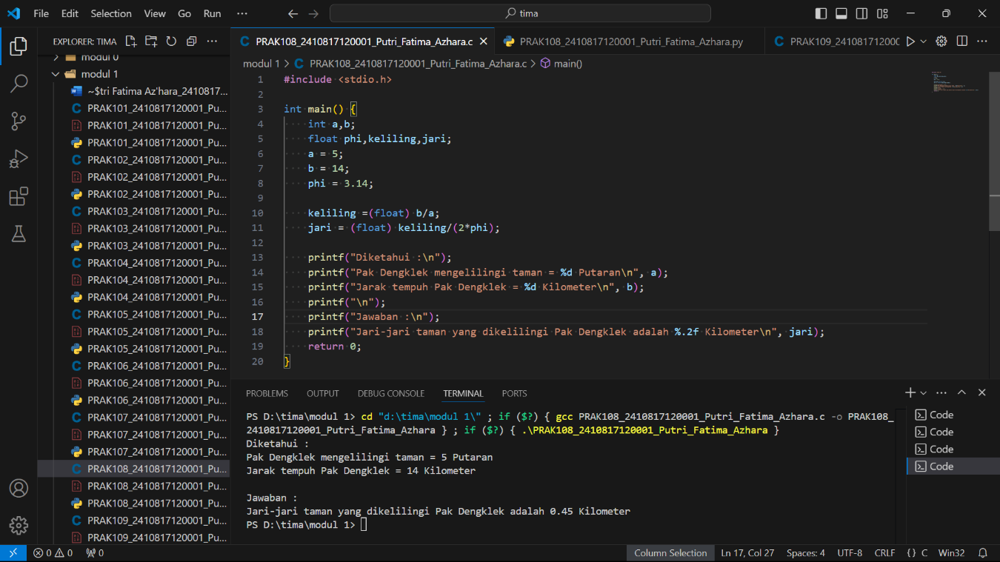 File Edit Selection View Go Run ··· tima
EXPLORER: TIMA
modul 0
modul 1
~$tri Fatima Az'hara_2410817...
PRAK101_2410817120001_Pu...
PRAK101_2410817120001_Pu...
PRAK101_2410817120001_Pu...
PRAK102_2410817120001_Pu...
PRAK102_2410817120001_Pu...
PRAK102_2410817120001_Pu...
PRAK103_2410817120001_Pu...
PRAK103_2410817120001_Pu...
PRAK103_2410817120001_Pu...
PRAK104_2410817120001_Pu...
PRAK104_2410817120001_Pu...
PRAK104_2410817120001_Pu...
PRAK105_2410817120001_Pu...
PRAK105_2410817120001_Pu...
PRAK105_2410817120001_Pu...
PRAK106_2410817120001_Pu...
PRAK106_2410817120001_Pu...
PRAK106_2410817120001_Pu...
PRAK107_2410817120001_Pu...
PRAK107_2410817120001_Pu...
PRAK107_2410817120001_Pu...
PRAK108_2410817120001_Pu...
PRAK108_2410817120001_Pu...
PRAK108_2410817120001_Pu...
PRAK109_2410817120001_Pu...
PRAK109_2410817120001_Pu...
PRAK108_2410817120001_Putri_Fatima_Azhara.c PRAK108_2410817120001_Putri_Fatima_Azhara.py PRAK109_24108171200
modul 1 > C PRAK108_2410817120001_Putri_Fatima_Azhara.c > main()
1 #include <stdio.h>
2
3 int main() {
4 int a,b;
5 float phi,keliling,jari;
6 a = 5;
7 b = 14;
8 phi = 3.14;
9
10 keliling =(float) b/a;
11 jari = (float) keliling/(2*phi);
12
13 printf("Diketahui :\n");
14 printf("Pak Dengklek mengelilingi taman = %d Putaran\n", a);
15 printf("Jarak tempuh Pak Dengklek = %d Kilometer\n", b);
16 printf("\n");
17 printf("Jawaban :\n");
18 printf("Jari-jari taman yang dikelilingi Pak Dengklek adalah %.2f Kilometer\n", jari);
19 return 0;
20 }
PROBLEMS OUTPUT DEBUG CONSOLE TERMINAL PORTS
PS D:\tima\modul 1> cd "d:\tima\modul 1\" ; if ($?) { gcc PRAK108_2410817120001_Putri_Fatima_Azhara.c -o PRAK108_
2410817120001_Putri_Fatima_Azhara } ; if ($?) { .\PRAK108_2410817120001_Putri_Fatima_Azhara }
Diketahui :
Pak Dengklek mengelilingi taman = 5 Putaran
Jarak tempuh Pak Dengklek = 14 Kilometer
Jawaban :
Jari-jari taman yang dikelilingi Pak Dengklek adalah 0.45 Kilometer
PS D:\tima\modul 1>
Code
Code
Code
Code
0 0 0 Column Selection Ln 17, Col 27 Spaces: 4 UTF-8 CRLF {} C Win32